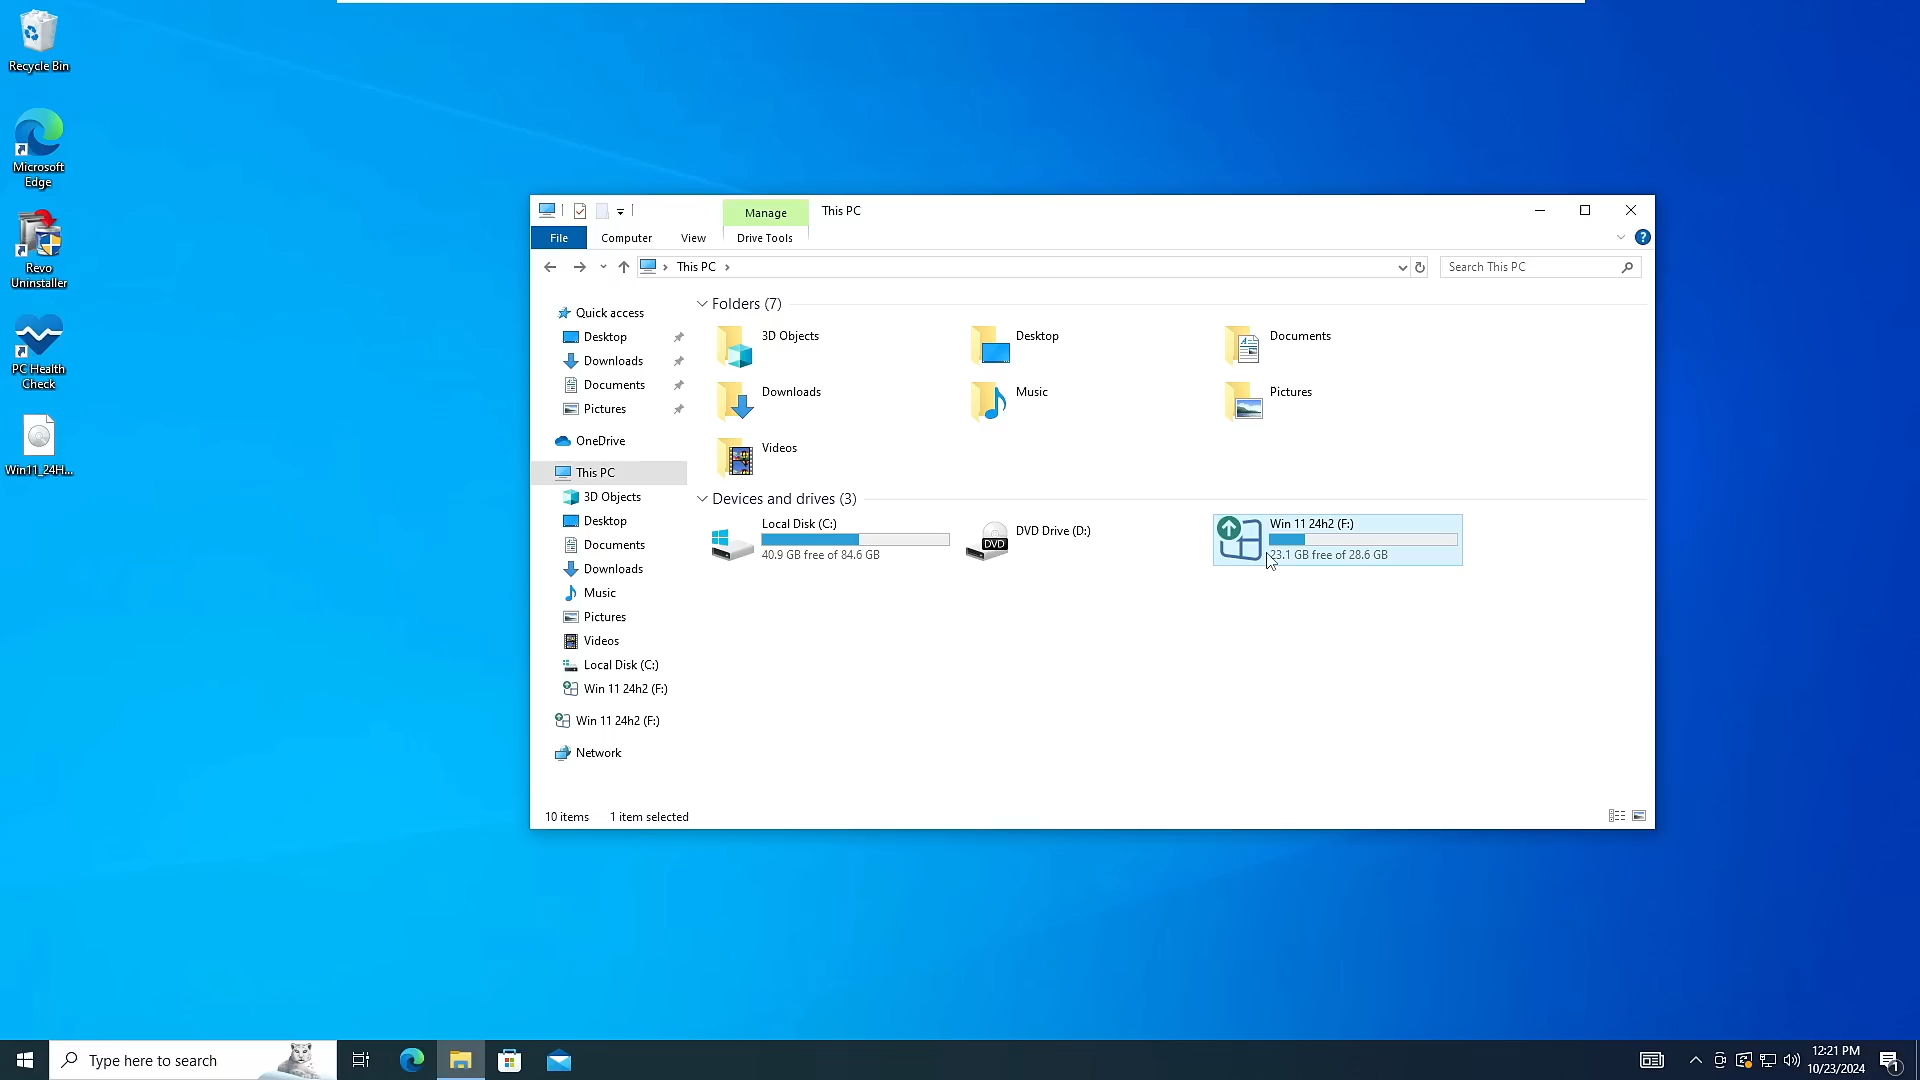 Recycle Bin
Microsoft
Edge
Revo
Uninstaller
PC Health
Check
Win11_24H...
Manage
This PC
File
Computer
View
Drive Tools
This PC
Search This PC
Quick access
Desktop
Downloads
Documents
Pictures
OneDrive
This PC
3D Objects
Desktop
Documents
Downloads
Music
Pictures
Videos
Local Disk (C:)
Win 11 24h2 (F:)
Win 11 24h2 (F:)
Network
Folders (7)
3D Objects
Desktop
Documents
Downloads
Music
Pictures
Videos
Devices and drives (3)
Local Disk (C:)
40.9 GB free of 84.6 GB
DVD
DVD Drive (D:)
Win 11 24h2 (F:)
23.1 GB free of 28.6 GB
10 items
1 item selected
Type here to search
12:21 PM
10/23/2024
1